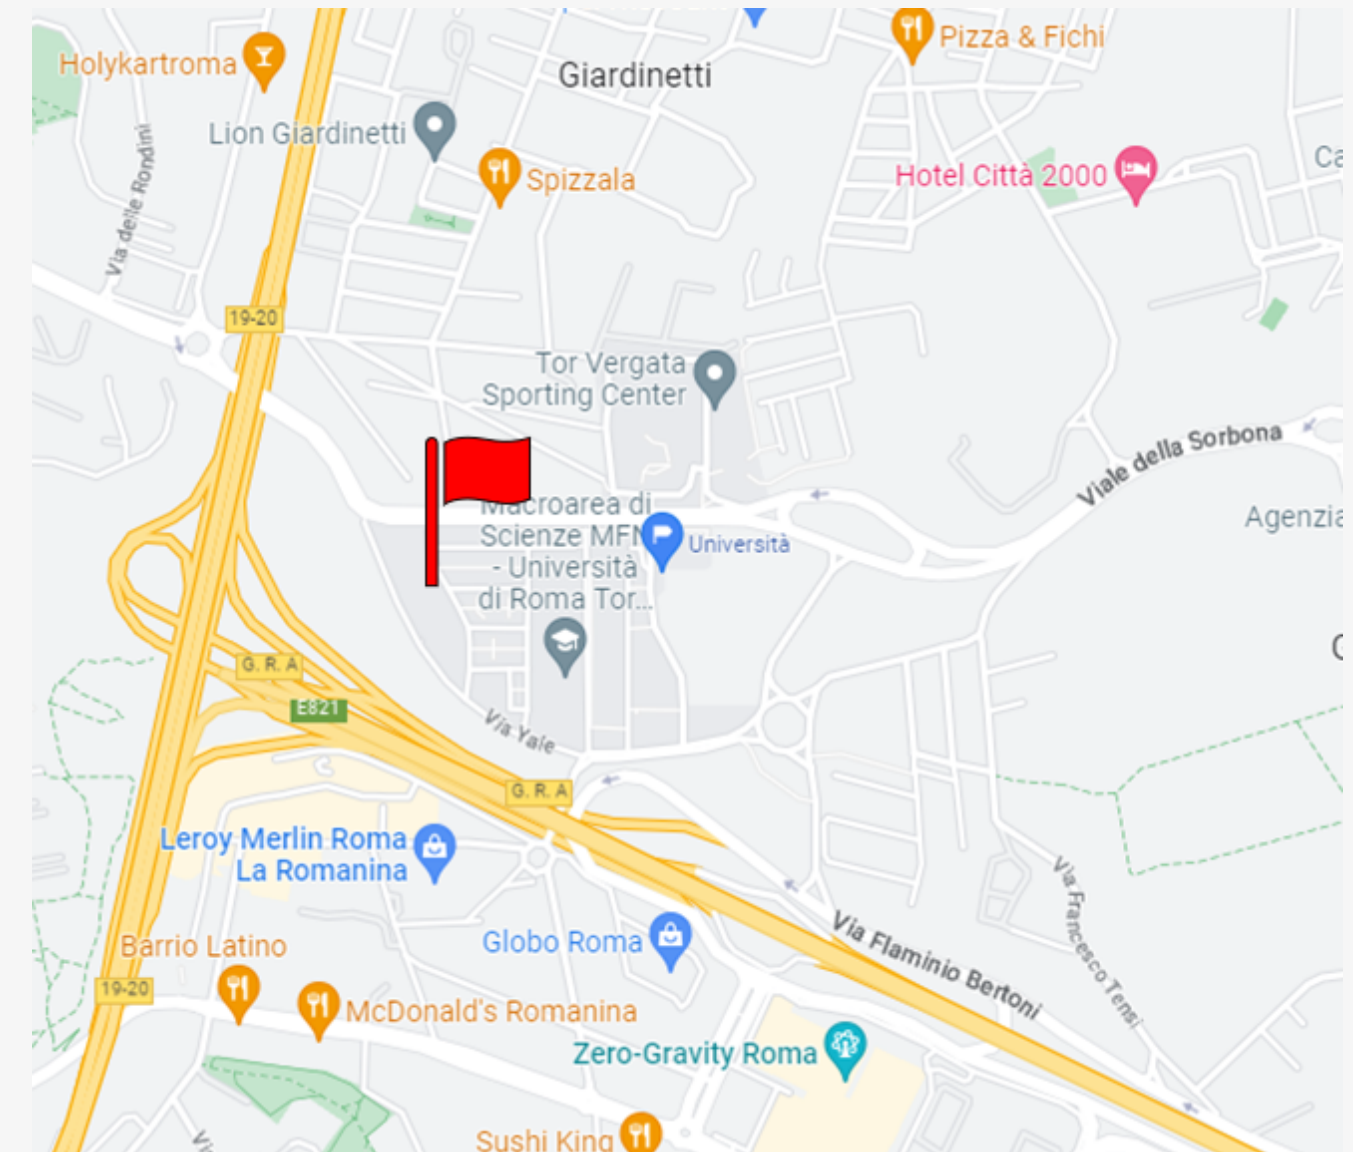 Pizza & Fichi
Holykartroma
Giardinetti
Lion Giardinetti
Ca
Via delle Rondini
Spizzala
Hotel Città 2000
19-20
Tor Vergata
Sporting Center
Viale della Sorbona
Macroarea di
Scienze MFN
- Università
di Roma Tor...
Università
Agenzia
G. R. A
E821
Via Yale
G. R. A
Leroy Merlin Roma
La Romanina
Via Francesco Tensi
Globo Roma
Via Flaminio Bertoni
Barrio Latino
19-20
McDonald's Romanina
Zero-Gravity Roma
Sushi King